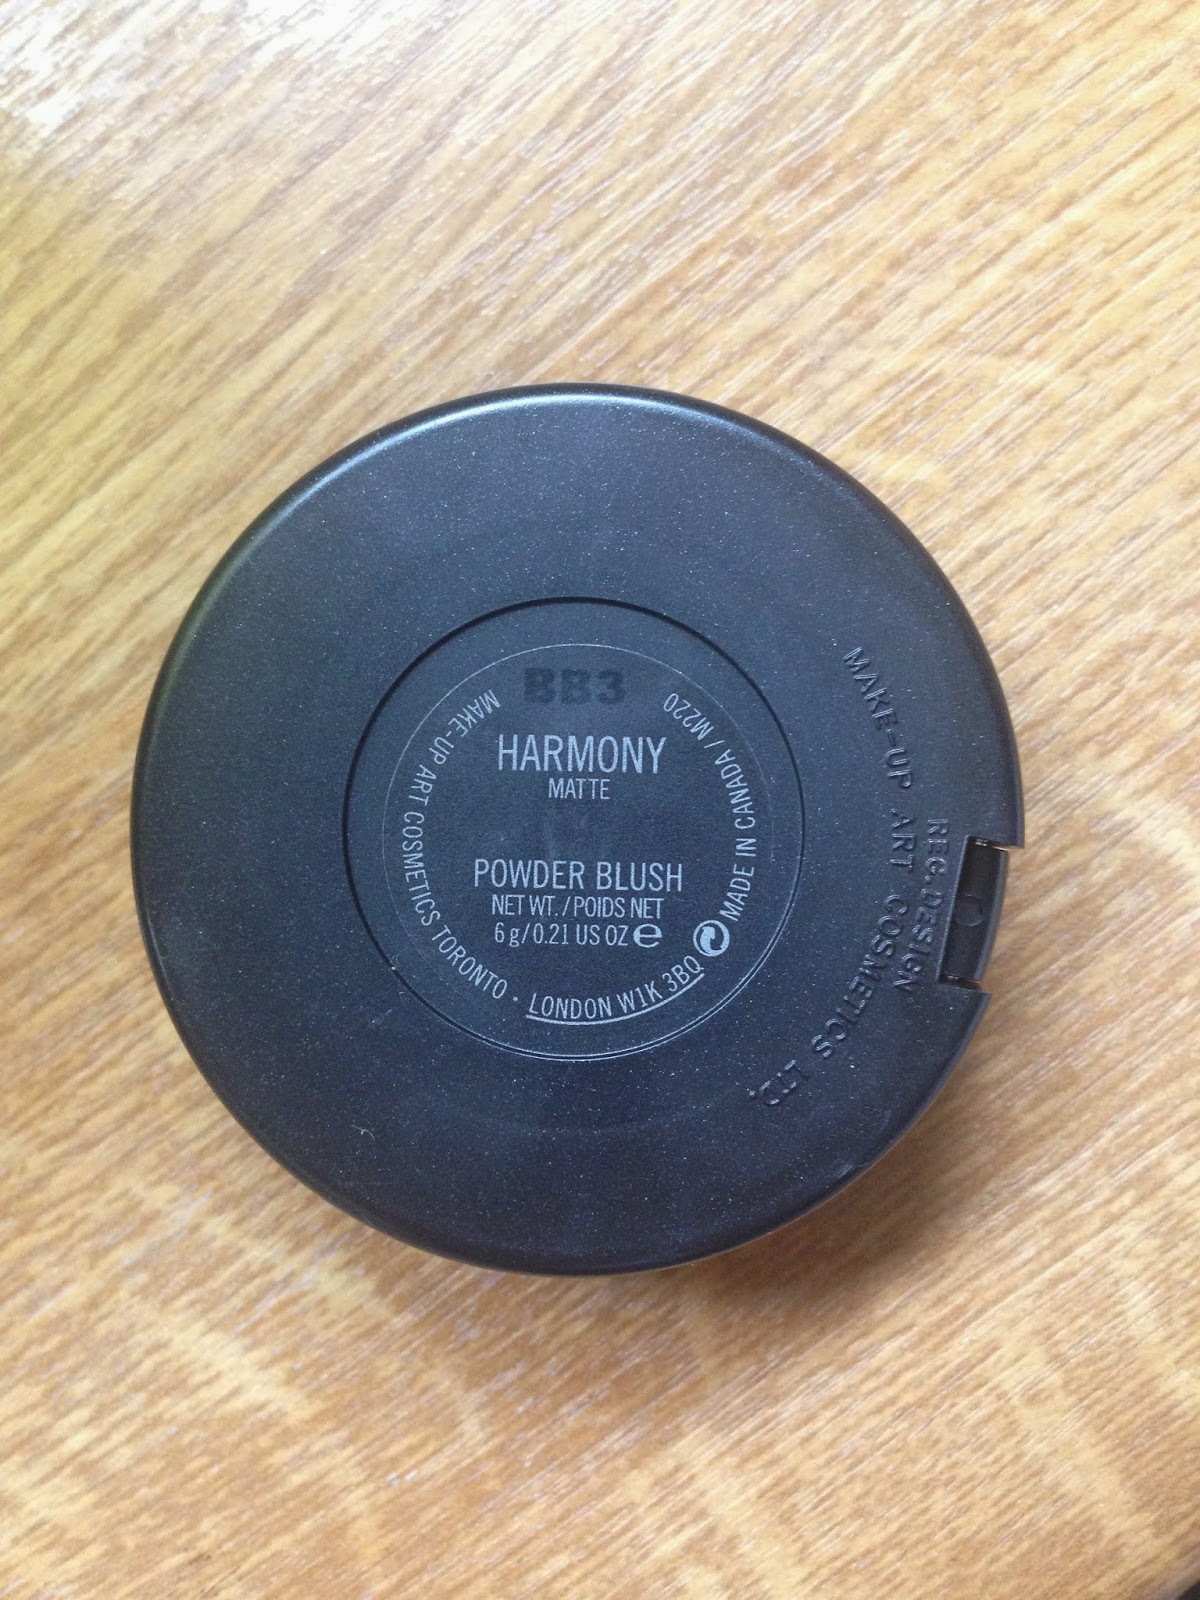 BB3
HARMONY
MATTE
POWDER BLUSH
NET WT./POIDS NET
6 g/0.21 US OZ e
MAKE-UP ART COSMETICS TORONTO · LONDON W1K 3BQ
MADE IN CANADA / M220
MAKE-UP ART COSMETICS LTD.
REG. DESIGN